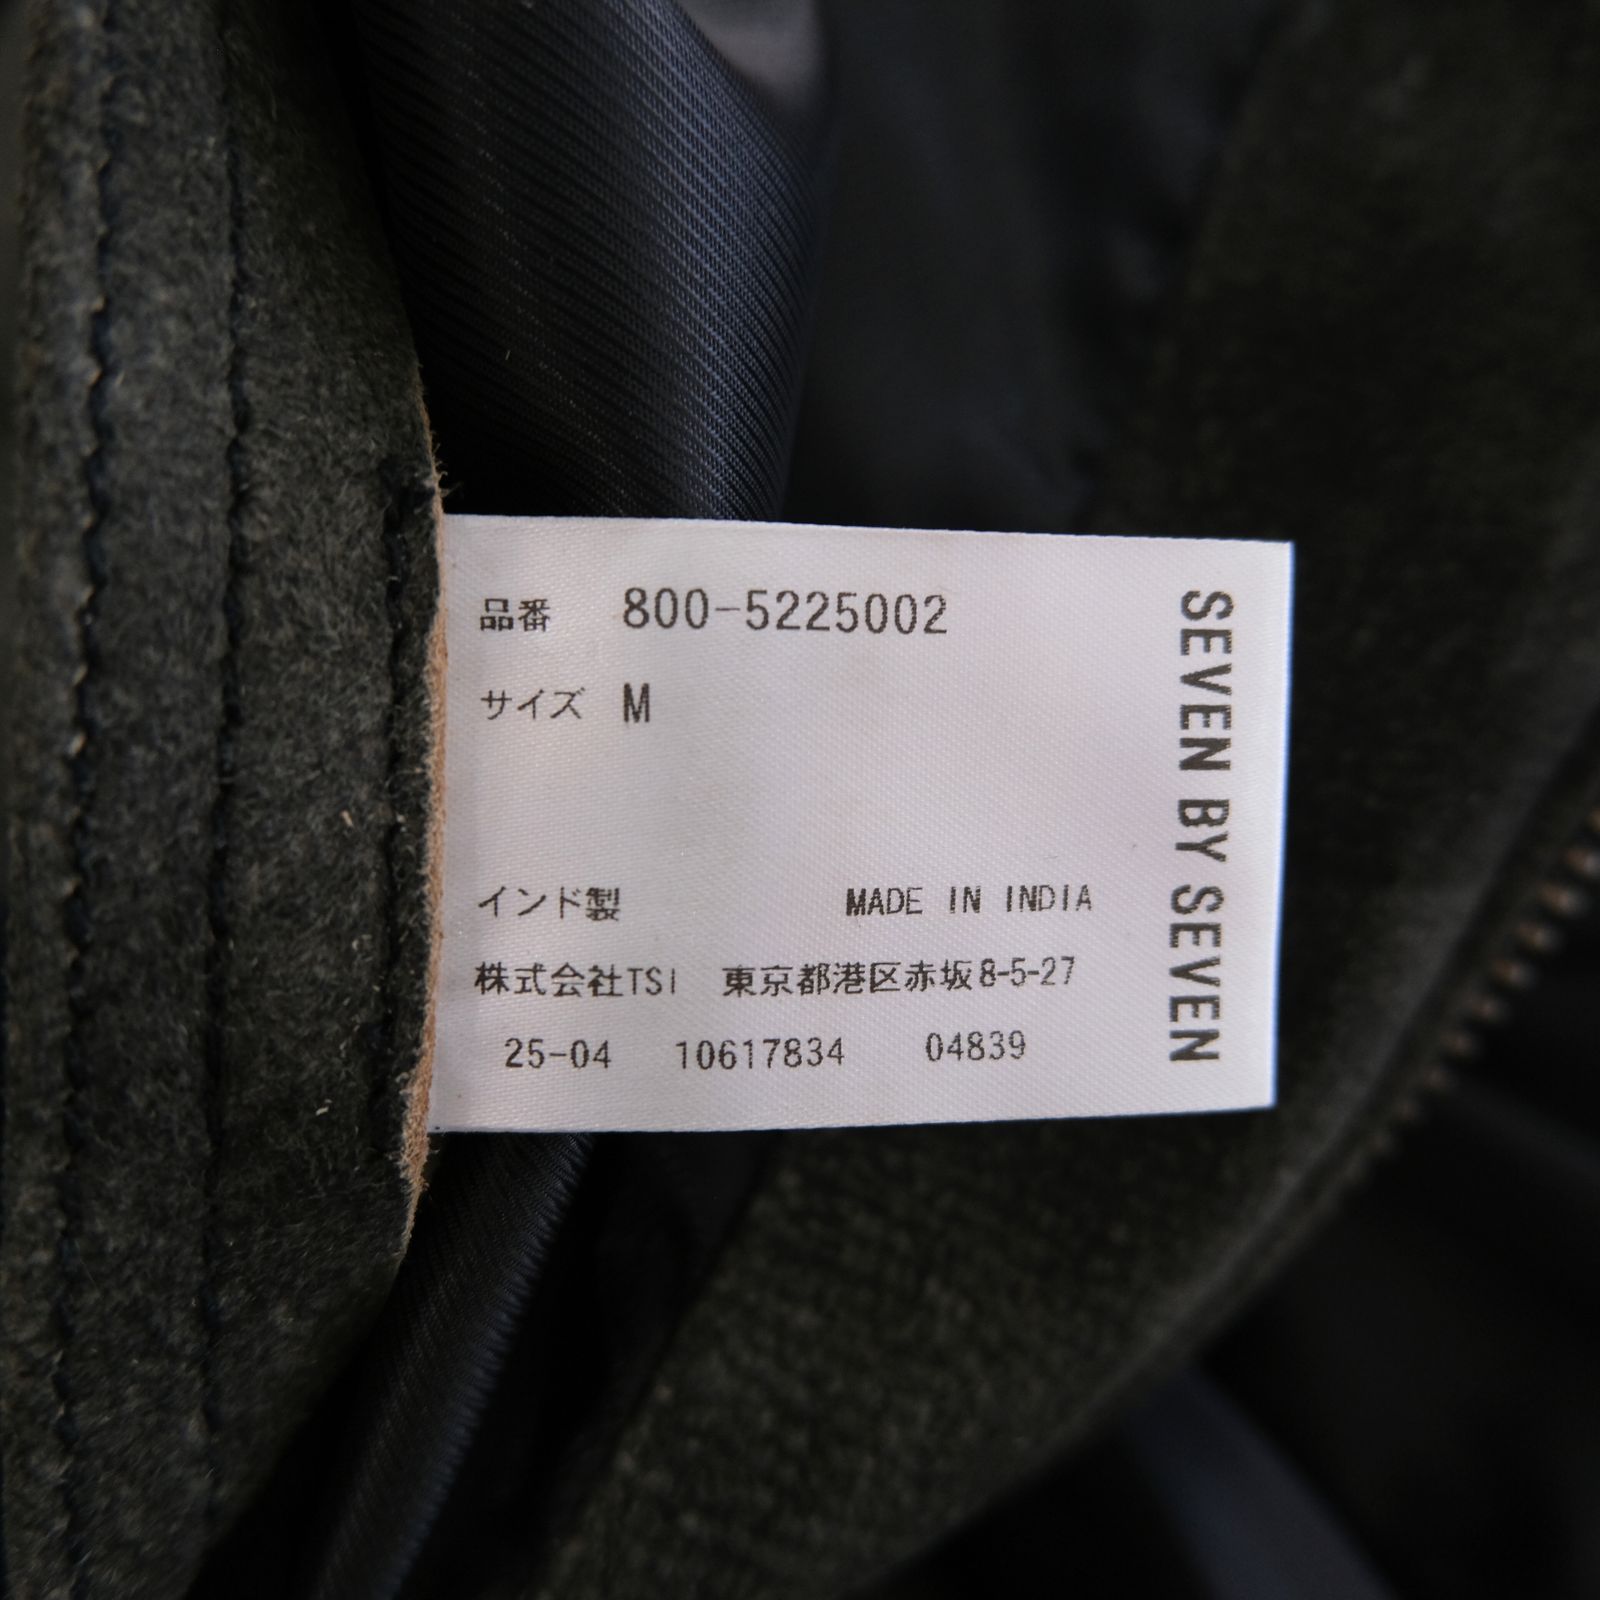 品番 800-5225002
サイズ M
インド製 MADE IN INDIA
株式会社TSI 東京都港区赤坂8-5-27
25-04 10617834 04839
SEVEN BY SEVEN